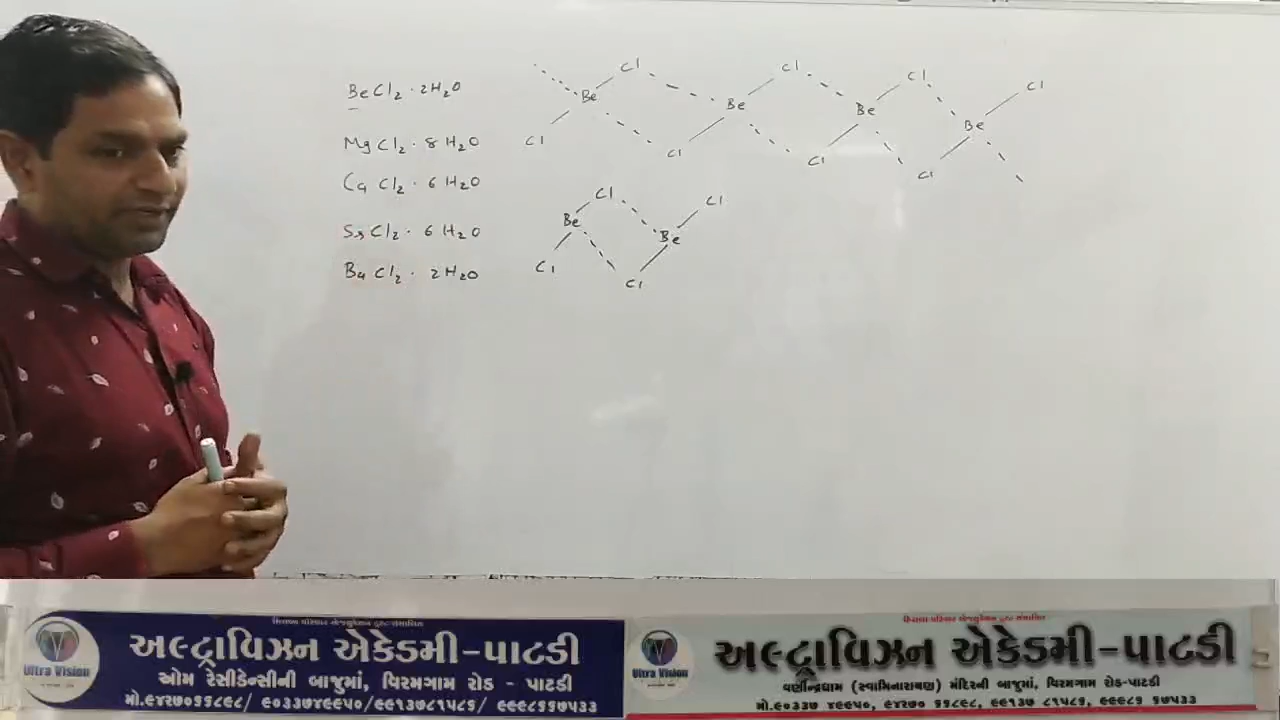 BeCl₂ · 2H₂O
MgCl₂ · 8H₂O
CaCl₂ · 6H₂O
SrCl₂ · 6H₂O
BaCl₂ · 2H₂O
Cl Cl Cl Cl
Be Be Be Be
Cl Cl Cl Cl
Cl Cl
Be Be
Cl Cl
Ultra Vision
અલ્ટ્રાવિઝન એકેડમી-પાટડી
ઓમ રેસીડેન્સીની બાજુમાં, વિરમગામ રોડ - પાટડી
Ultra Vision
અલ્ટ્રાવિઝન એકેડમી-પાટડી
વર્ણીન્દ્રધામ (સ્વામિનારાયણ) મંદિરની બાજુમાં, વિરમગામ રોડ-પાટડી